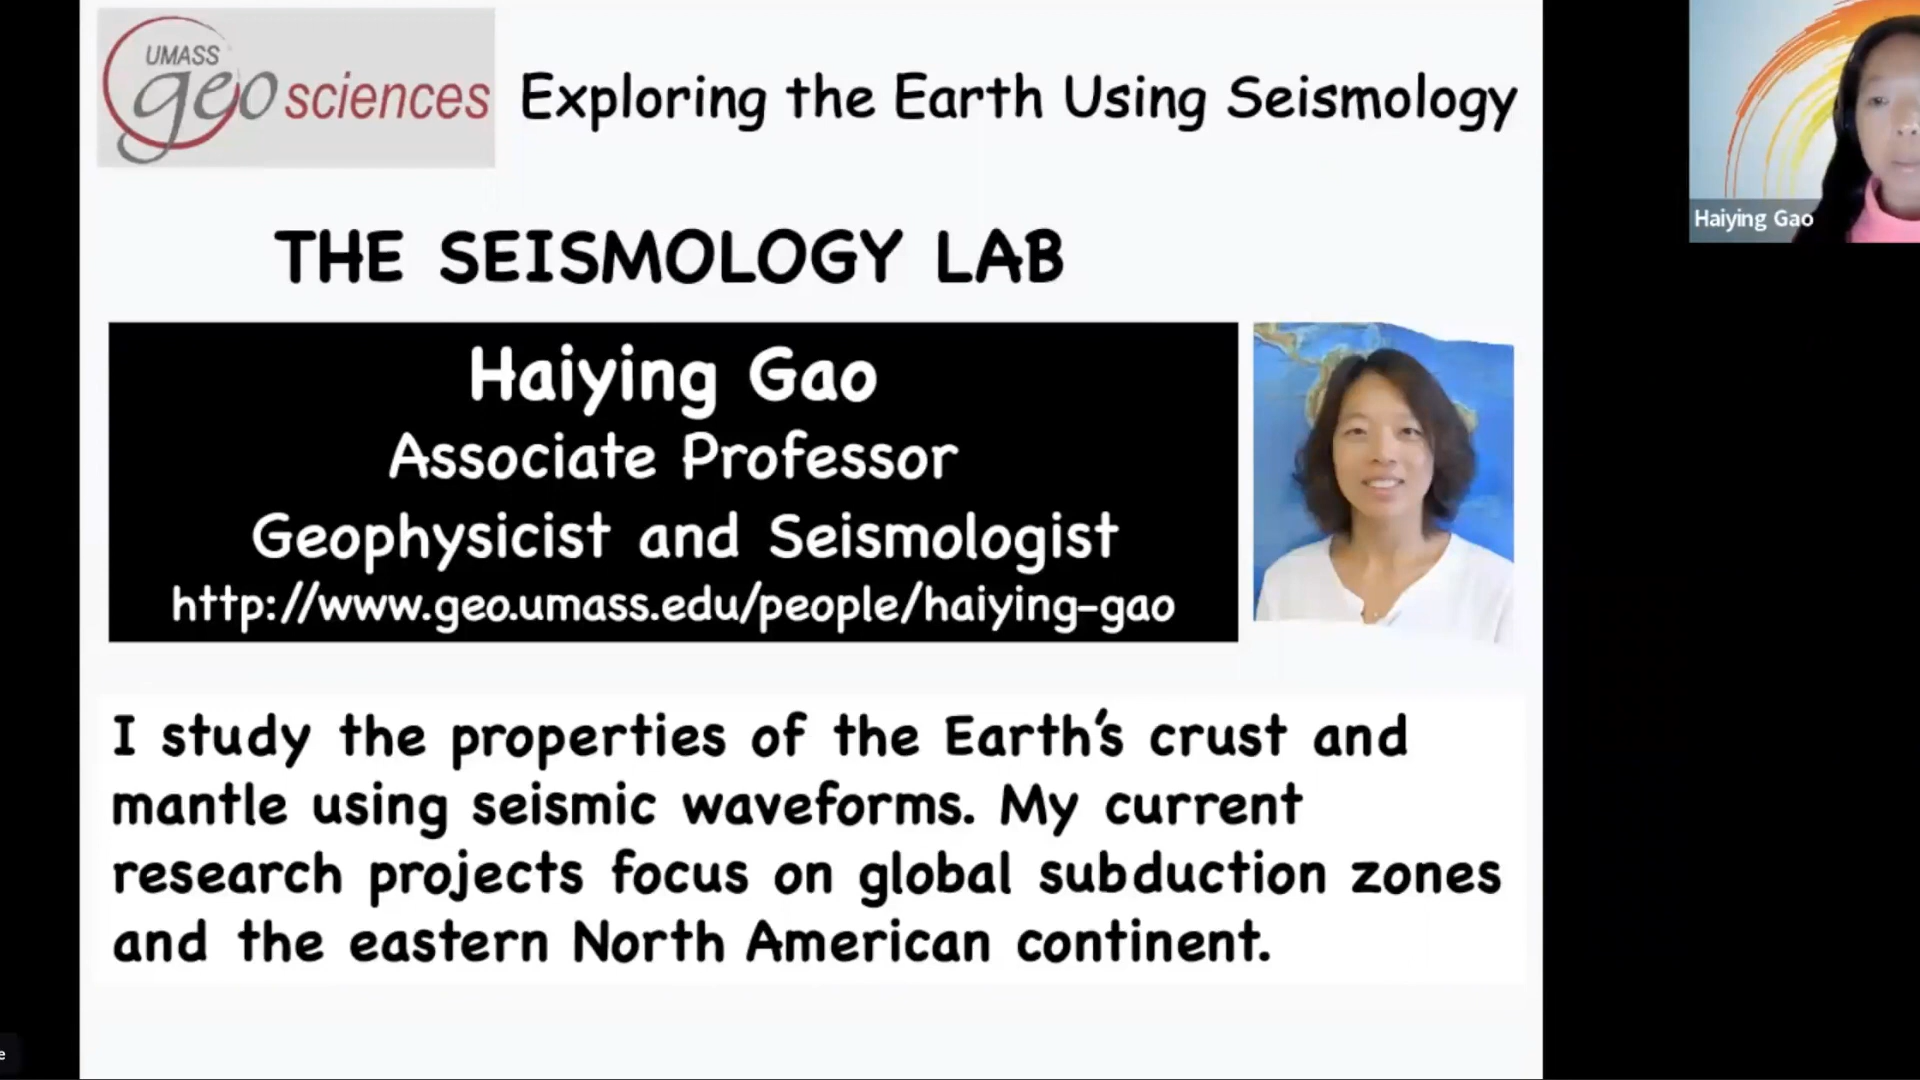 UMASS
geosciences
Exploring the Earth Using Seismology
THE SEISMOLOGY LAB
Haiying Gao
Associate Professor
Geophysicist and Seismologist
http://www.geo.umass.edu/people/haiying-gao
I study the properties of the Earth’s crust and
mantle using seismic waveforms. My current
research projects focus on global subduction zones
and the eastern North American continent.
Haiying Gao